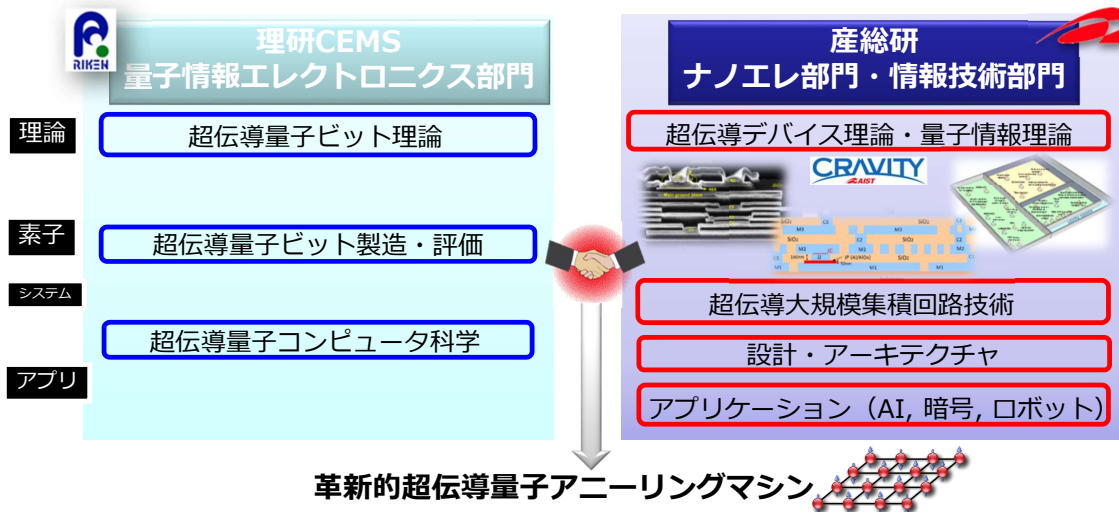 RIKEN
理研CEMS
量子情報エレクトロニクス部門
産総研
ナノエレ部門・情報技術部門
理論
超伝導量子ビット理論
超伝導デバイス理論・量子情報理論
CRAVITY
AIST
素子
超伝導量子ビット製造・評価
システム
超伝導大規模集積回路技術
超伝導量子コンピュータ科学
設計・アーキテクチャ
アプリ
アプリケーション（AI, 暗号, ロボット）
革新的超伝導量子アニーリングマシン